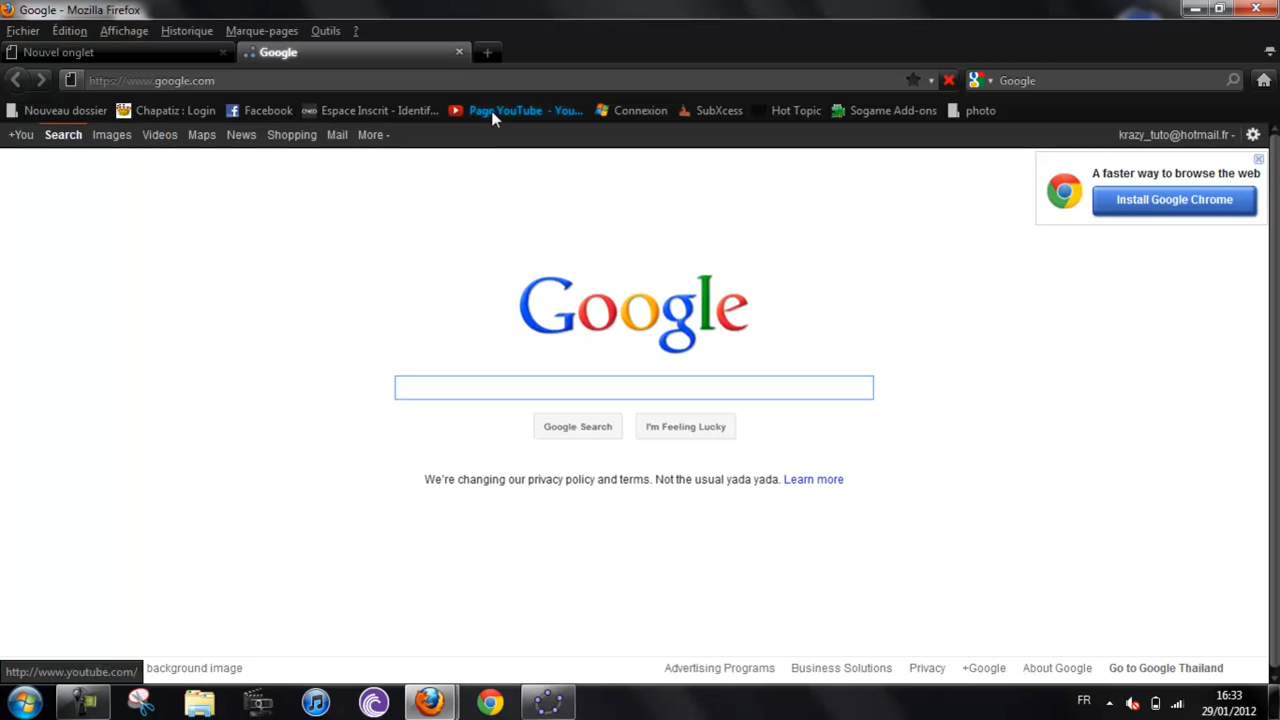 Google - Mozilla Firefox
Fichier Édition Affichage Historique Marque-pages Outils ?
Nouvel onglet Google
https://www.google.com Google
Nouveau dossier Chapatiz : Login Facebook Espace Inscrit - Identif... Page YouTube - You... Connexion SubXcess Hot Topic Sogame Add-ons photo
+You Search Images Videos Maps News Shopping Mail More - krazy_tuto@hotmail.fr -
A faster way to browse the web
Install Google Chrome
Google
Google Search I'm Feeling Lucky
We're changing our privacy policy and terms. Not the usual yada yada. Learn more
http://www.youtube.com/ background image Advertising Programs Business Solutions Privacy +Google About Google Go to Google Thailand
FR 16:33
29/01/2012